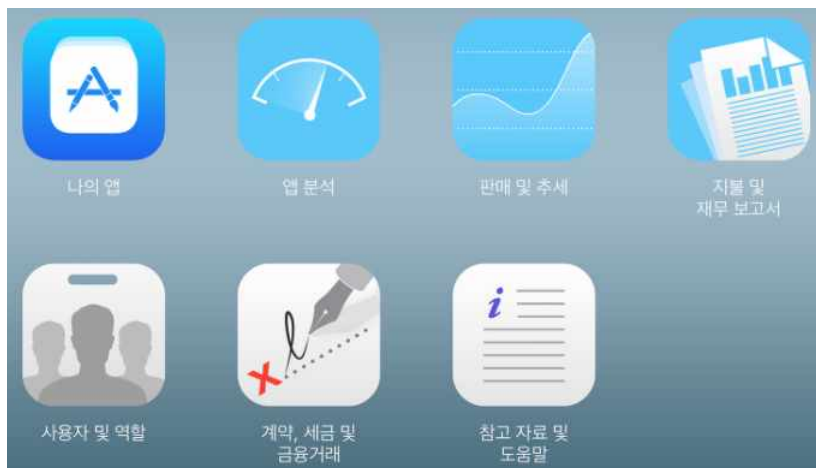 나의 앱
앱 분석
판매 및 추세
지불 및
재무 보고서
사용자 및 역할
계약, 세금 및
금융거래
참고 자료 및
도움말